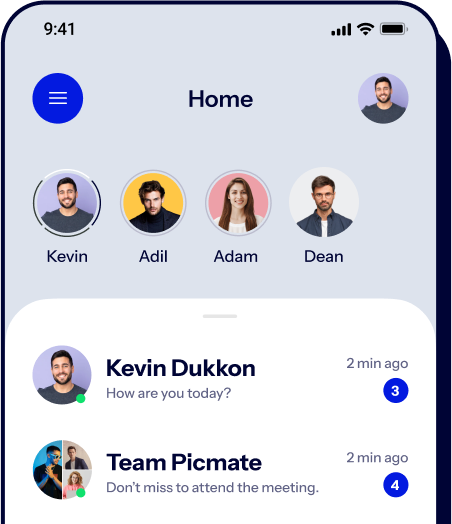 9:41
Home
Kevin
Adil
Adam
Dean
Kevin Dukkon
2 min ago
How are you today?
3
Team Picmate
2 min ago
Don’t miss to attend the meeting.
4